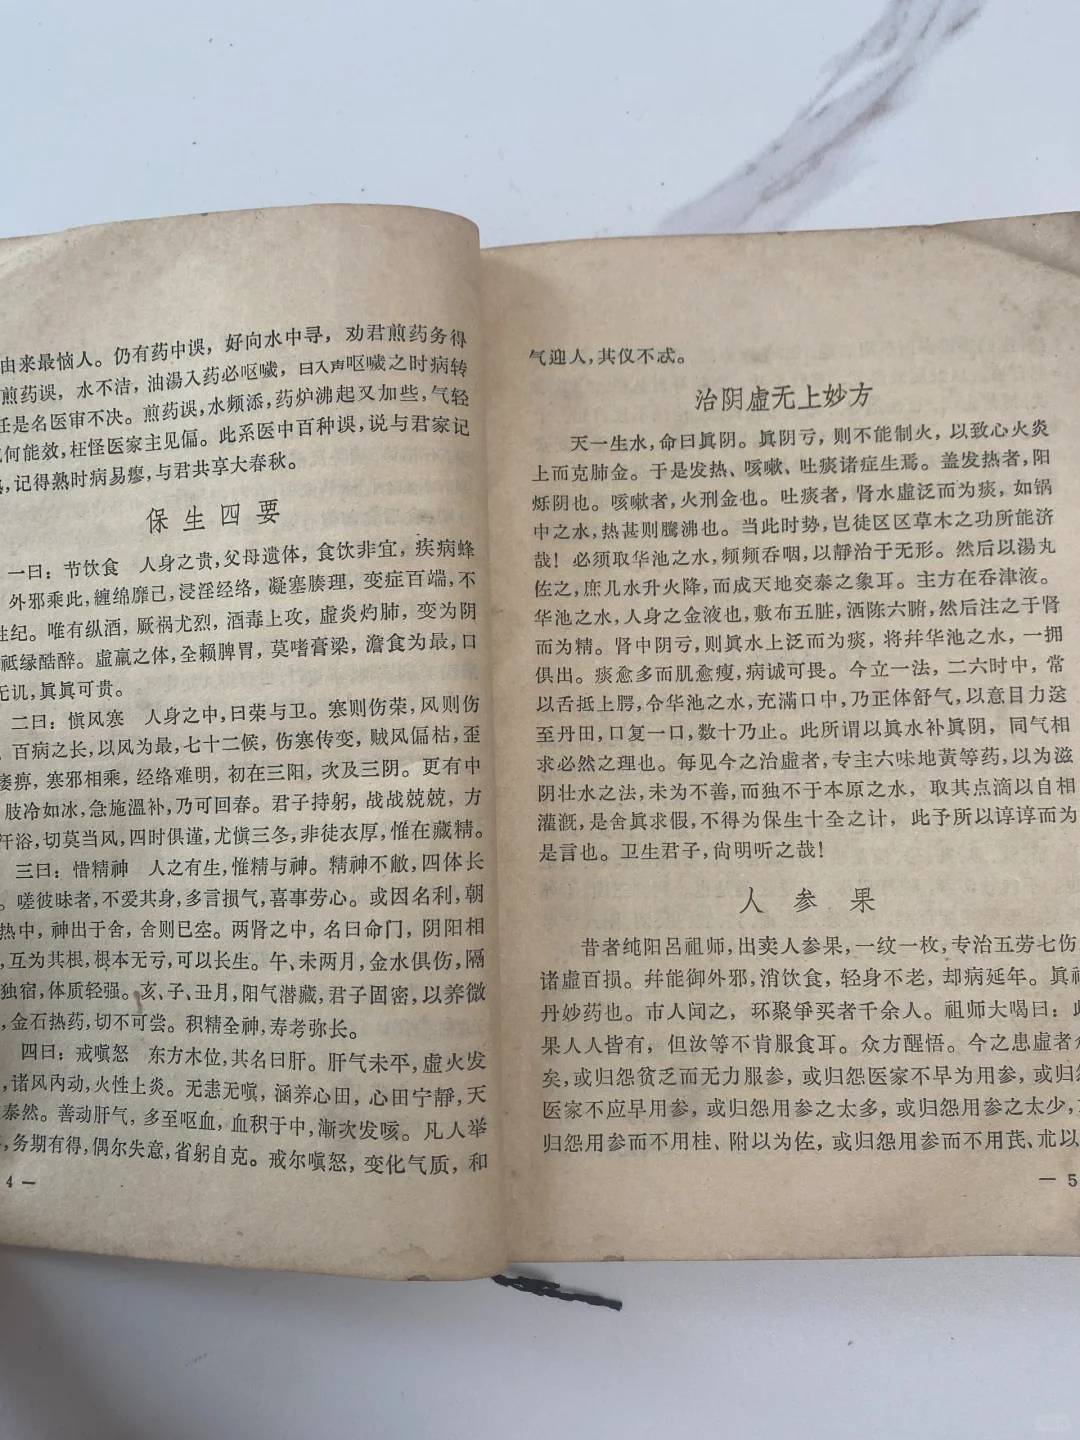 由来最恼人。仍有药中误，好向水中寻，劝君煎药务得
煎药误，水不洁，油湯入药必呕噦，曰入声呕噦之时病转
任是名医审不决。煎药误，水频添，药炉沸起又加些，气轻
何能效，枉怪医家主见偏。此系医中百种误，说与君家记
，记得熟时病易瘳，与君共享大春秋。
保生四要
一曰：节饮食　人身之贵，父母遗体，食饮非宜，疾病蜂
外邪乘此，纏绵靡己，浸淫经络，凝塞腠理，变症百端，不
纪。唯有纵酒，厥祸尤烈，酒毒上攻，虚炎灼肺，变为阴
祗缘酷醉。虚羸之体，全赖脾胃，莫嗜膏梁，澹食为最，口
无讥，眞眞可贵。
二曰：愼风寒　人身之中，曰荣与卫。寒则伤荣，风则伤
百病之长，以风为最，七十二候，伤寒传变，贼风偏枯，歪
痿痹，寒邪相乘，经络难明，初在三阳，次及三阴。更有中
肢冷如冰，急施溫补，乃可回春。君子持躬，战战兢兢，方
汗浴，切莫当风，四时俱谨，尤愼三冬，非徒衣厚，惟在藏精。
三曰：惜精神　人之有生，惟精与神。精神不敝，四体长
。嗟彼昧者，不爱其身，多言损气，喜事劳心。或因名利，朝
热中，神出于舍，舍则已空。两肾之中，名曰命门，阴阳相
，互为其根，根本无亏，可以长生。午、未两月，金水俱伤，隔
独宿，体质轻强。亥、子、丑月，阳气潜藏，君子固密，以养微
，金石热药，切不可尝。积精全神，寿考弥长。
四曰：戒嗔怒　东方木位，其名曰肝。肝气未平，虛火发
，诸风内动，火性上炎。无恚无嗔，涵养心田，心田宁靜，天
泰然。善动肝气，多至呕血，血积于中，漸次发咳。凡人举
，务期有得，偶尔失意，省躬自克。戒尔嗔怒，变化气质，和
4 —
气迎人，其仪不忒。
治阴虛无上妙方
天一生水，命曰眞阴。眞阴亏，则不能制火，以致心火炎
上而克肺金。于是发热、咳嗽、吐痰诸症生焉。盖发热者，阳
烁阴也。咳嗽者，火刑金也。吐痰者，肾水虛泛而为痰，如锅
中之水，热甚则騰沸也。当此时势，岂徒区区草木之功所能济
哉！必须取华池之水，频频吞咽，以靜治于无形。然后以湯丸
佐之，庶几水升火降，而成天地交泰之象耳。主方在吞津液。
华池之水，人身之金液也，敷布五脏，洒陈六腑，然后注之于肾
而为精。肾中阴亏，则眞水上泛而为痰，将幷华池之水，一拥
俱出。痰愈多而肌愈瘦，病诚可畏。今立一法，二六时中，常
以舌抵上腭，令华池之水，充滿口中，乃正体舒气，以意目力送
至丹田，口复一口，数十乃止。此所谓以眞水补眞阴，同气相
求必然之理也。每见今之治虛者，专主六味地黃等药，以为滋
阴壮水之法，未为不善，而独不于本原之水，取其点滴以自相
灌溉，是舍眞求假，不得为保生十全之计，此予所以谆谆而为
是言也。卫生君子，尙明听之哉！
人参果
昔者纯阳呂祖师，出卖人参果，一纹一枚，专治五劳七伤
诸虛百损。幷能御外邪，消饮食，轻身不老，却病延年。眞神
丹妙药也。市人闻之，环聚爭买者千余人。祖师大喝曰：此
果人人皆有，但汝等不肯服食耳。众方醒悟。今之患虛者众
矣，或归怨贫乏而无力服参，或归怨医家不早为用参，或归怨
医家不应早用参，或归怨用参之太多，或归怨用参之太少，
归怨用参而不用桂、附以为佐，或归怨用参而不用芪、朮以
— 5